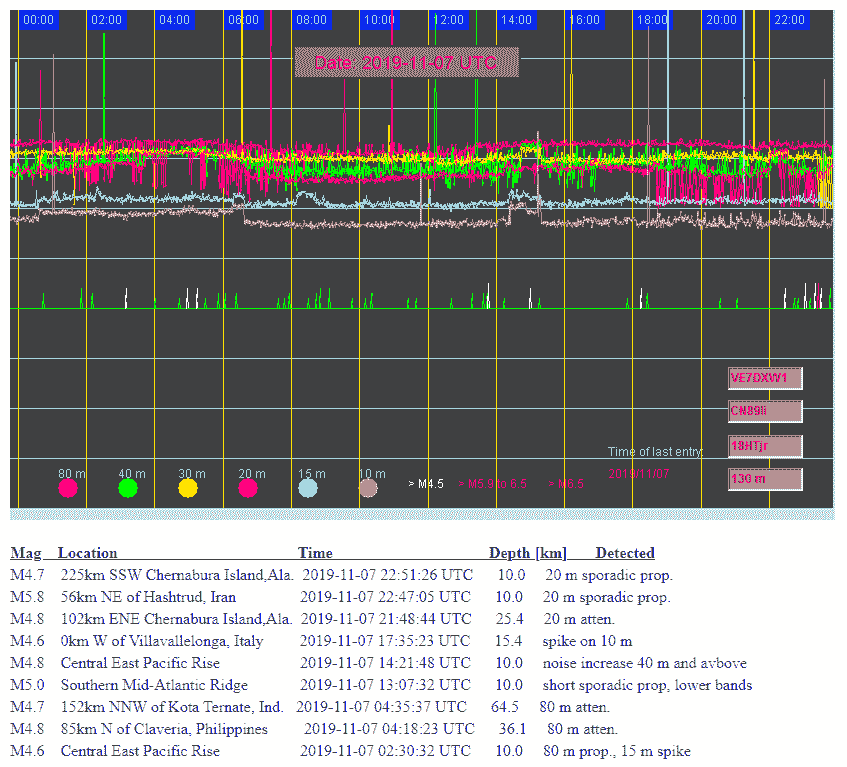 00:00 02:00 04:00 06:00 08:00 10:00 12:00 14:00 16:00 18:00 20:00 22:00
Date: 2019-11-07 UTC
VE7DXW1
CN89li
18HTjr
Time of last entry:
130 m
2019/11/07
80 m 40 m 30 m 20 m 15 m 10 m
> M4.5 > M5.9 to 6.5 > M6.5
Mag Location Time Depth [km] Detected
M4.7 225km SSW Chernabura Island,Ala. 2019-11-07 22:51:26 UTC 10.0 20 m sporadic prop.
M5.8 56km NE of Hashtrud, Iran 2019-11-07 22:47:05 UTC 10.0 20 m sporadic prop.
M4.8 102km ENE Chernabura Island,Ala. 2019-11-07 21:48:44 UTC 25.4 20 m atten.
M4.6 0km W of Villavallelonga, Italy 2019-11-07 17:35:23 UTC 15.4 spike on 10 m
M4.8 Central East Pacific Rise 2019-11-07 14:21:48 UTC 10.0 noise increase 40 m and avbove
M5.0 Southern Mid-Atlantic Ridge 2019-11-07 13:07:32 UTC 10.0 short sporadic prop, lower bands
M4.7 152km NNW of Kota Ternate, Ind. 2019-11-07 04:35:37 UTC 64.5 80 m atten.
M4.8 85km N of Claveria, Philippines 2019-11-07 04:18:23 UTC 36.1 80 m atten.
M4.6 Central East Pacific Rise 2019-11-07 02:30:32 UTC 10.0 80 m prop., 15 m spike